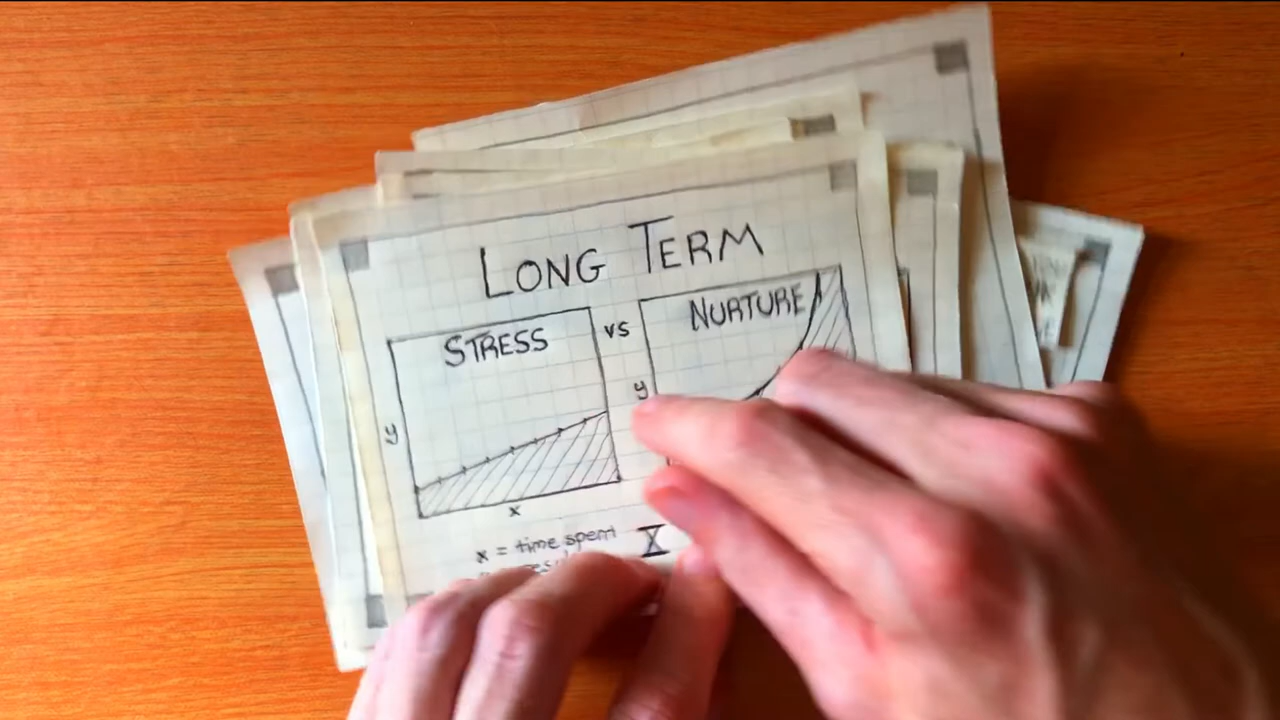 LONG TERM
STRESS
vs
NURTURE
y
y
x
x = time spent
X